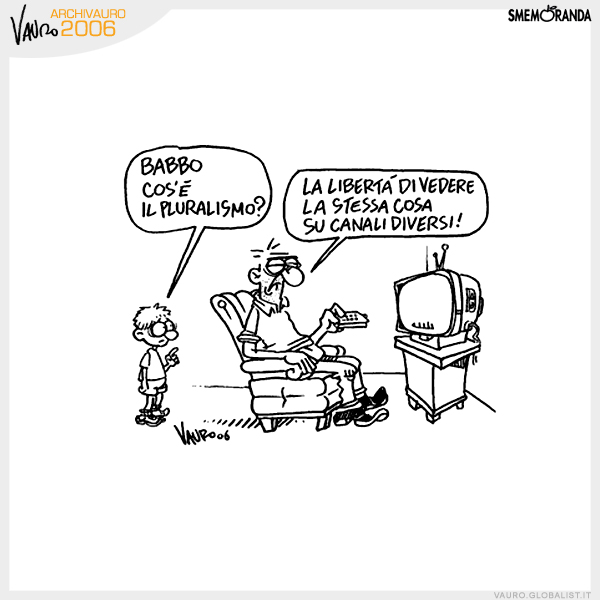 VAURO
ARCHIVAURO
2006
SMEMORANDA
BABBO
COS'È
IL PLURALISMO?
LA LIBERTÁ DI VEDERE
LA STESSA COSA
SU CANALI DIVERSI!
VAURO 06
VAURO.GLOBALIST.IT